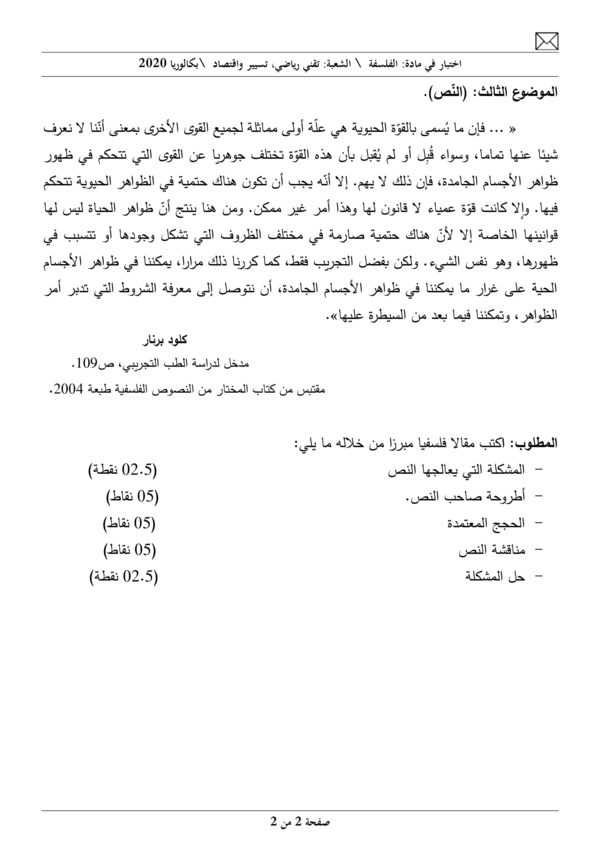 اختبار في مادة: الفلسفة \ الشعبة: تقني رياضي، تسيير واقتصاد \بكالوريا 2020
الموضوع الثالث: (النّص).
« ... فإن ما يُسمى بالقوّة الحيوية هي علّة أولى مماثلة لجميع القوى الأخرى بمعنى أنّنا لا نعرف
شيئا عنها تماما، وسواء قُبِل أو لم يُقبل بأن هذه القوّة تختلف جوهريا عن القوى التي تتحكم في ظهور
ظواهر الأجسام الجامدة، فإن ذلك لا يهم. إلا أنّه يجب أن تكون هناك حتمية في الظواهر الحيوية تتحكم
فيها. وإلا كانت قوّة عمياء لا قانون لها وهذا أمر غير ممكن. ومن هنا ينتج أنّ ظواهر الحياة ليس لها
قوانينها الخاصة إلا لأنّ هناك حتمية صارمة في مختلف الظروف التي تشكل وجودها أو تتسبب في
ظهورها، وهو نفس الشيء. ولكن بفضل التجريب فقط، كما كررنا ذلك مرارا، يمكننا في ظواهر الأجسام
الحية على غرار ما يمكننا في ظواهر الأجسام الجامدة، أن نتوصل إلى معرفة الشروط التي تدبر أمر
الظواهر، وتمكننا فيما بعد من السيطرة عليها».
كلود برنار
مدخل لدراسة الطب التجريبي، ص109.
مقتبس من كتاب المختار من النصوص الفلسفية طبعة 2004.
المطلوب: اكتب مقالا فلسفيا مبرزا من خلاله ما يلي:
- المشكلة التي يعالجها النص (02.5 نقطة)
- أطروحة صاحب النص. (05 نقاط)
- الحجج المعتمدة (05 نقاط)
- مناقشة النص (05 نقاط)
- حل المشكلة (02.5 نقطة)
صفحة 2 من 2